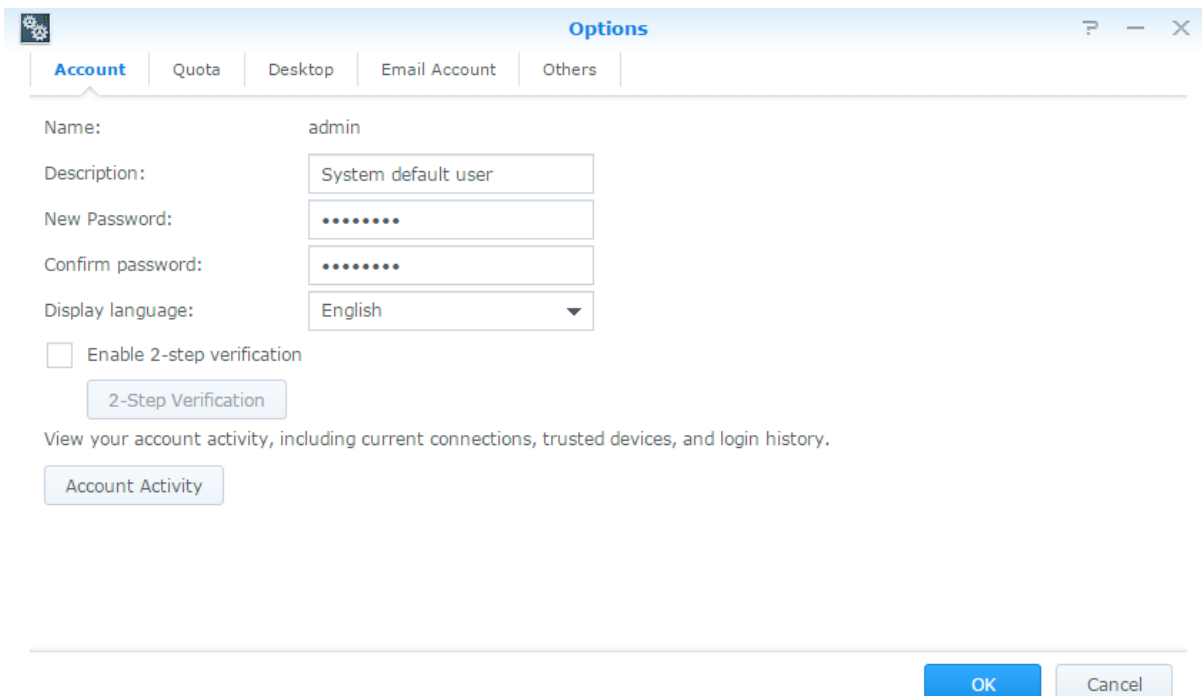 Options
Account Quota Desktop Email Account Others
Name: admin
Description: System default user
New Password: ••••••••
Confirm password: ••••••••
Display language: English
Enable 2-step verification
2-Step Verification
View your account activity, including current connections, trusted devices, and login history.
Account Activity
OK Cancel